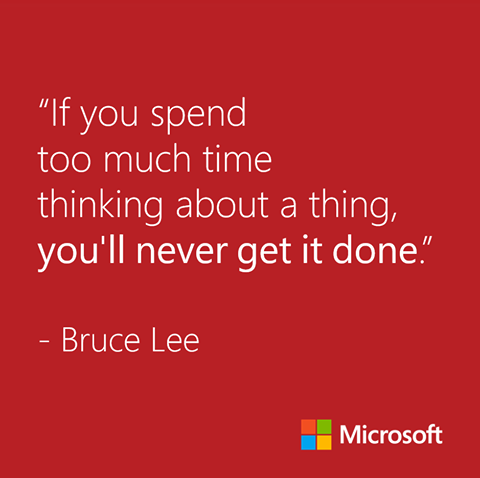 “If you spend
too much time
thinking about a thing,
you'll never get it done.”
- Bruce Lee
Microsoft